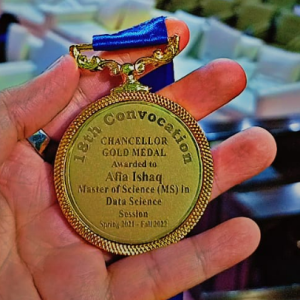 18th Convocation
CHANCELLOR
GOLD MEDAL
Awarded to
Afia Ishaq
Master of Science (MS) in
Data Science
Session
Spring 2021 - Fall 2022